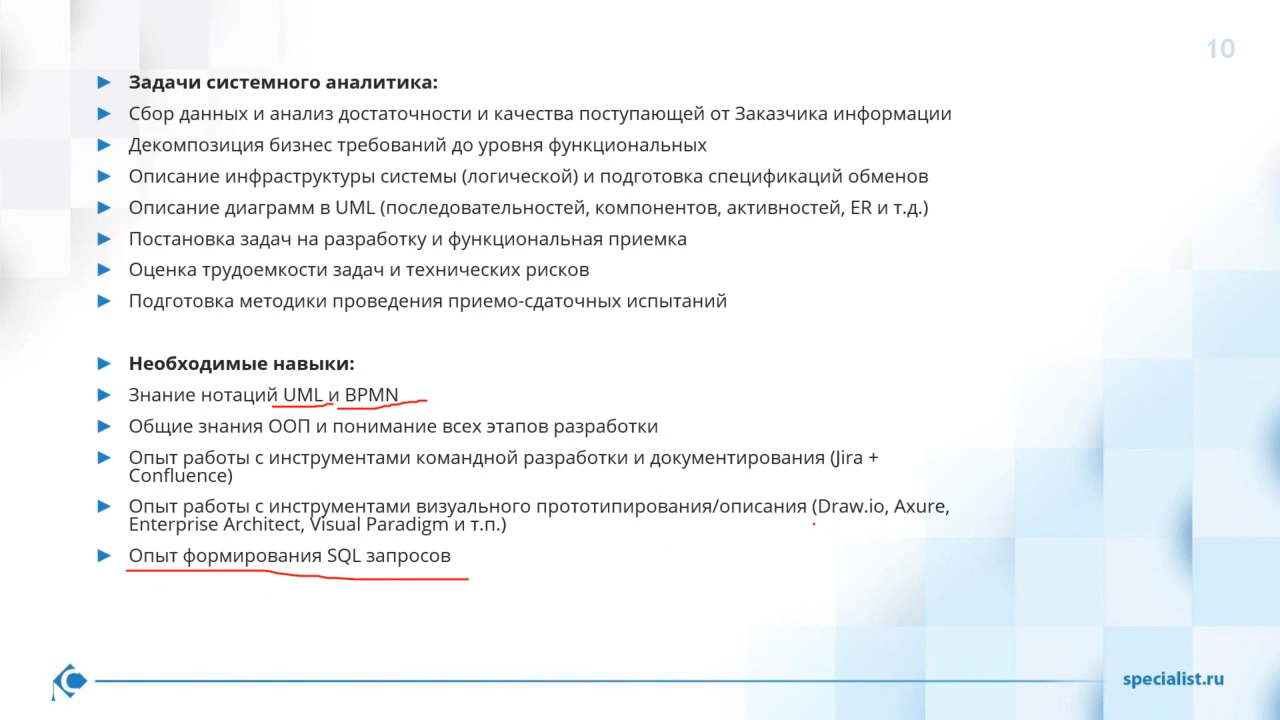 10
Задачи системного аналитика:
Сбор данных и анализ достаточности и качества поступающей от Заказчика информации
Декомпозиция бизнес требований до уровня функциональных
Описание инфраструктуры системы (логической) и подготовка спецификаций обменов
Описание диаграмм в UML (последовательностей, компонентов, активностей, ER и т.д.)
Постановка задач на разработку и функциональная приемка
Оценка трудоемкости задач и технических рисков
Подготовка методики проведения приемо-сдаточных испытаний
Необходимые навыки:
Знание нотаций UML и BPMN
Общие знания ООП и понимание всех этапов разработки
Опыт работы с инструментами командной разработки и документирования (Jira +
Confluence)
Опыт работы с инструментами визуального прототипирования/описания (Draw.io, Axure,
Enterprise Architect, Visual Paradigm и т.п.)
Опыт формирования SQL запросов
specialist.ru